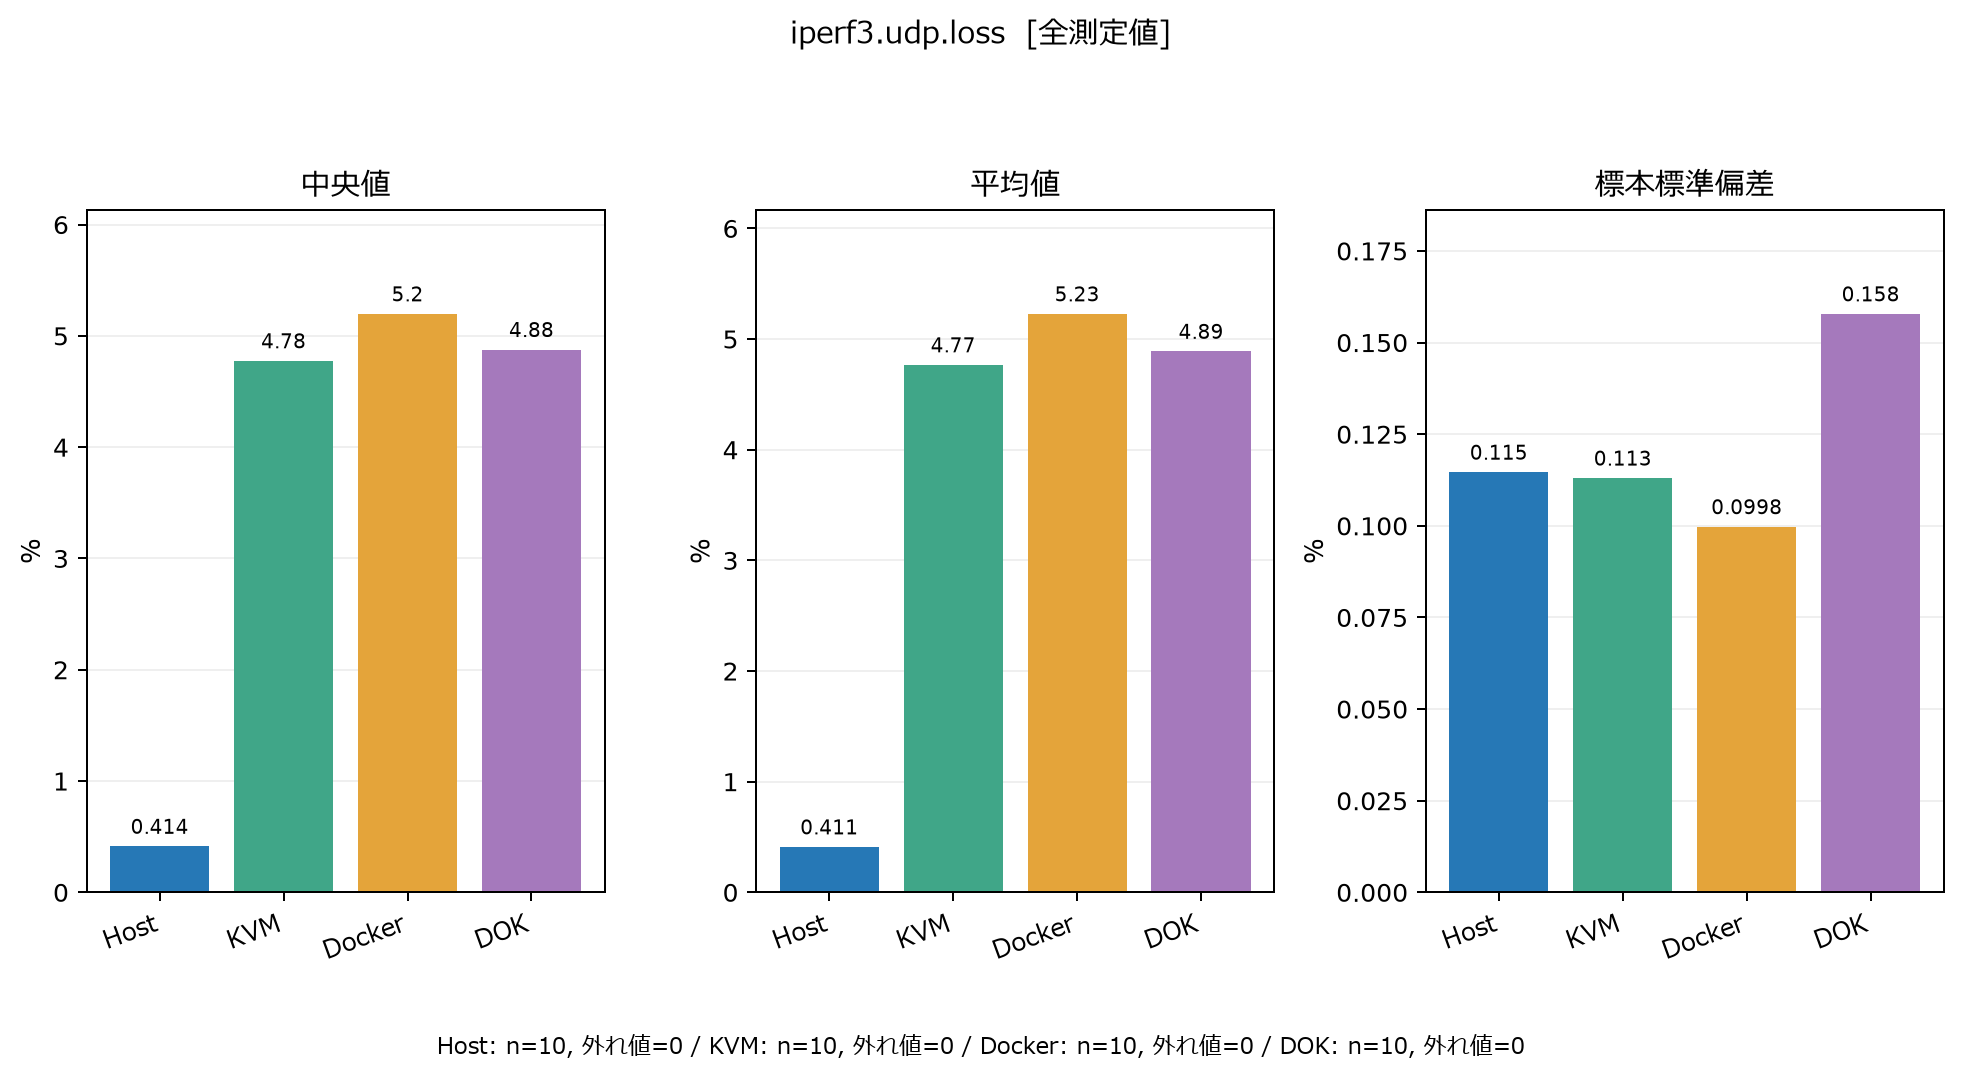 iperf3.udp.loss [全測定値]
中央値
6
5
4
3
2
1
0
%
0.414
4.78
5.2
4.88
Host
KVM
Docker
DOK
平均値
6
5
4
3
2
1
0
%
0.411
4.77
5.23
4.89
Host
KVM
Docker
DOK
標本標準偏差
0.175
0.150
0.125
0.100
0.075
0.050
0.025
0.000
%
0.115
0.113
0.0998
0.158
Host
KVM
Docker
DOK
Host: n=10, 外れ値=0 / KVM: n=10, 外れ値=0 / Docker: n=10, 外れ値=0 / DOK: n=10, 外れ値=0